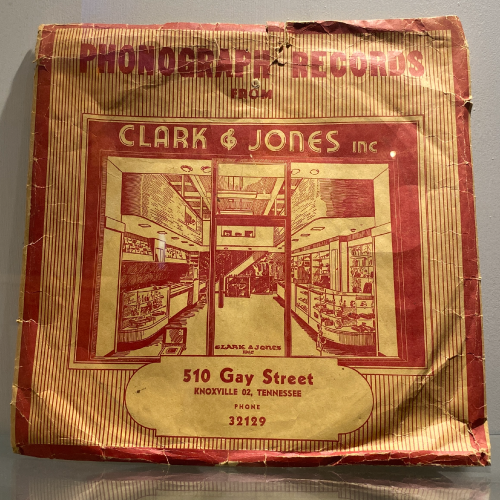 PHONOGRAPH RECORDS
FROM
CLARK & JONES INC
CLARK & JONES
INC
510 Gay Street
KNOXVILLE 02, TENNESSEE
PHONE
32129